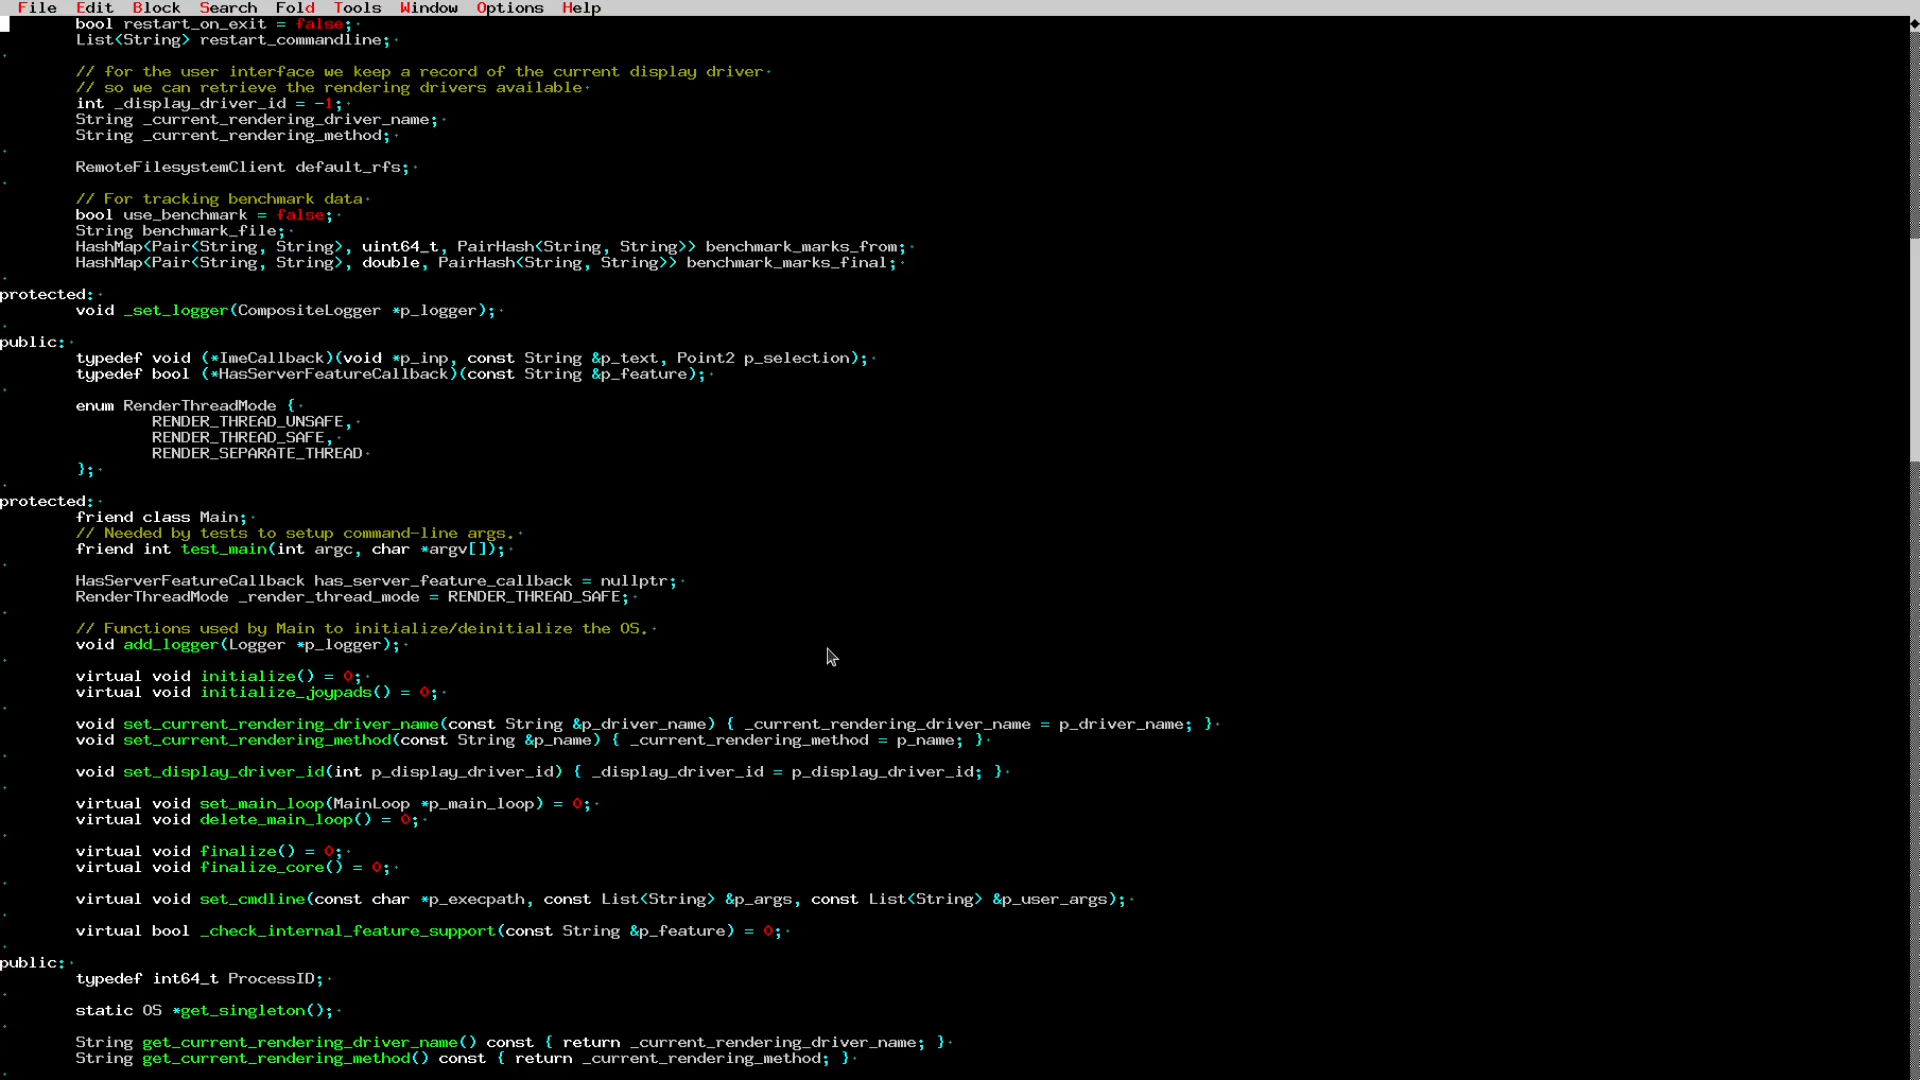 File Edit Block Search Fold Tools Window Options Help
bool restart_on_exit = false;
List<String> restart_commandline;
// for the user interface we keep a record of the current display driver
// so we can retrieve the rendering drivers available
int _display_driver_id = -1;
String _current_rendering_driver_name;
String _current_rendering_method;
RemoteFilesystemClient default_rfs;
// For tracking benchmark data
bool use_benchmark = false;
String benchmark_file;
HashMap<Pair<String, String>, uint64_t, PairHash<String, String>> benchmark_marks_from;
HashMap<Pair<String, String>, double, PairHash<String, String>> benchmark_marks_final;
protected:
void _set_logger(CompositeLogger *p_logger);
public:
typedef void (*ImeCallback)(void *p_inp, const String &p_text, Point2 p_selection);
typedef bool (*HasServerFeatureCallback)(const String &p_feature);
enum RenderThreadMode {
RENDER_THREAD_UNSAFE,
RENDER_THREAD_SAFE,
RENDER_SEPARATE_THREAD
};
protected:
friend class Main;
// Needed by tests to setup command-line args.
friend int test_main(int argc, char *argv[]);
HasServerFeatureCallback has_server_feature_callback = nullptr;
RenderThreadMode _render_thread_mode = RENDER_THREAD_SAFE;
// Functions used by Main to initialize/deinitialize the OS.
void add_logger(Logger *p_logger);
virtual void initialize() = 0;
virtual void initialize_joypads() = 0;
void set_current_rendering_driver_name(const String &p_driver_name) { _current_rendering_driver_name = p_driver_name; }
void set_current_rendering_method(const String &p_name) { _current_rendering_method = p_name; }
void set_display_driver_id(int p_display_driver_id) { _display_driver_id = p_display_driver_id; }
virtual void set_main_loop(MainLoop *p_main_loop) = 0;
virtual void delete_main_loop() = 0;
virtual void finalize() = 0;
virtual void finalize_core() = 0;
virtual void set_cmdline(const char *p_execpath, const List<String> &p_args, const List<String> &p_user_args);
virtual bool _check_internal_feature_support(const String &p_feature) = 0;
public:
typedef int64_t ProcessID;
static OS *get_singleton();
String get_current_rendering_driver_name() const { return _current_rendering_driver_name; }
String get_current_rendering_method() const { return _current_rendering_method; }